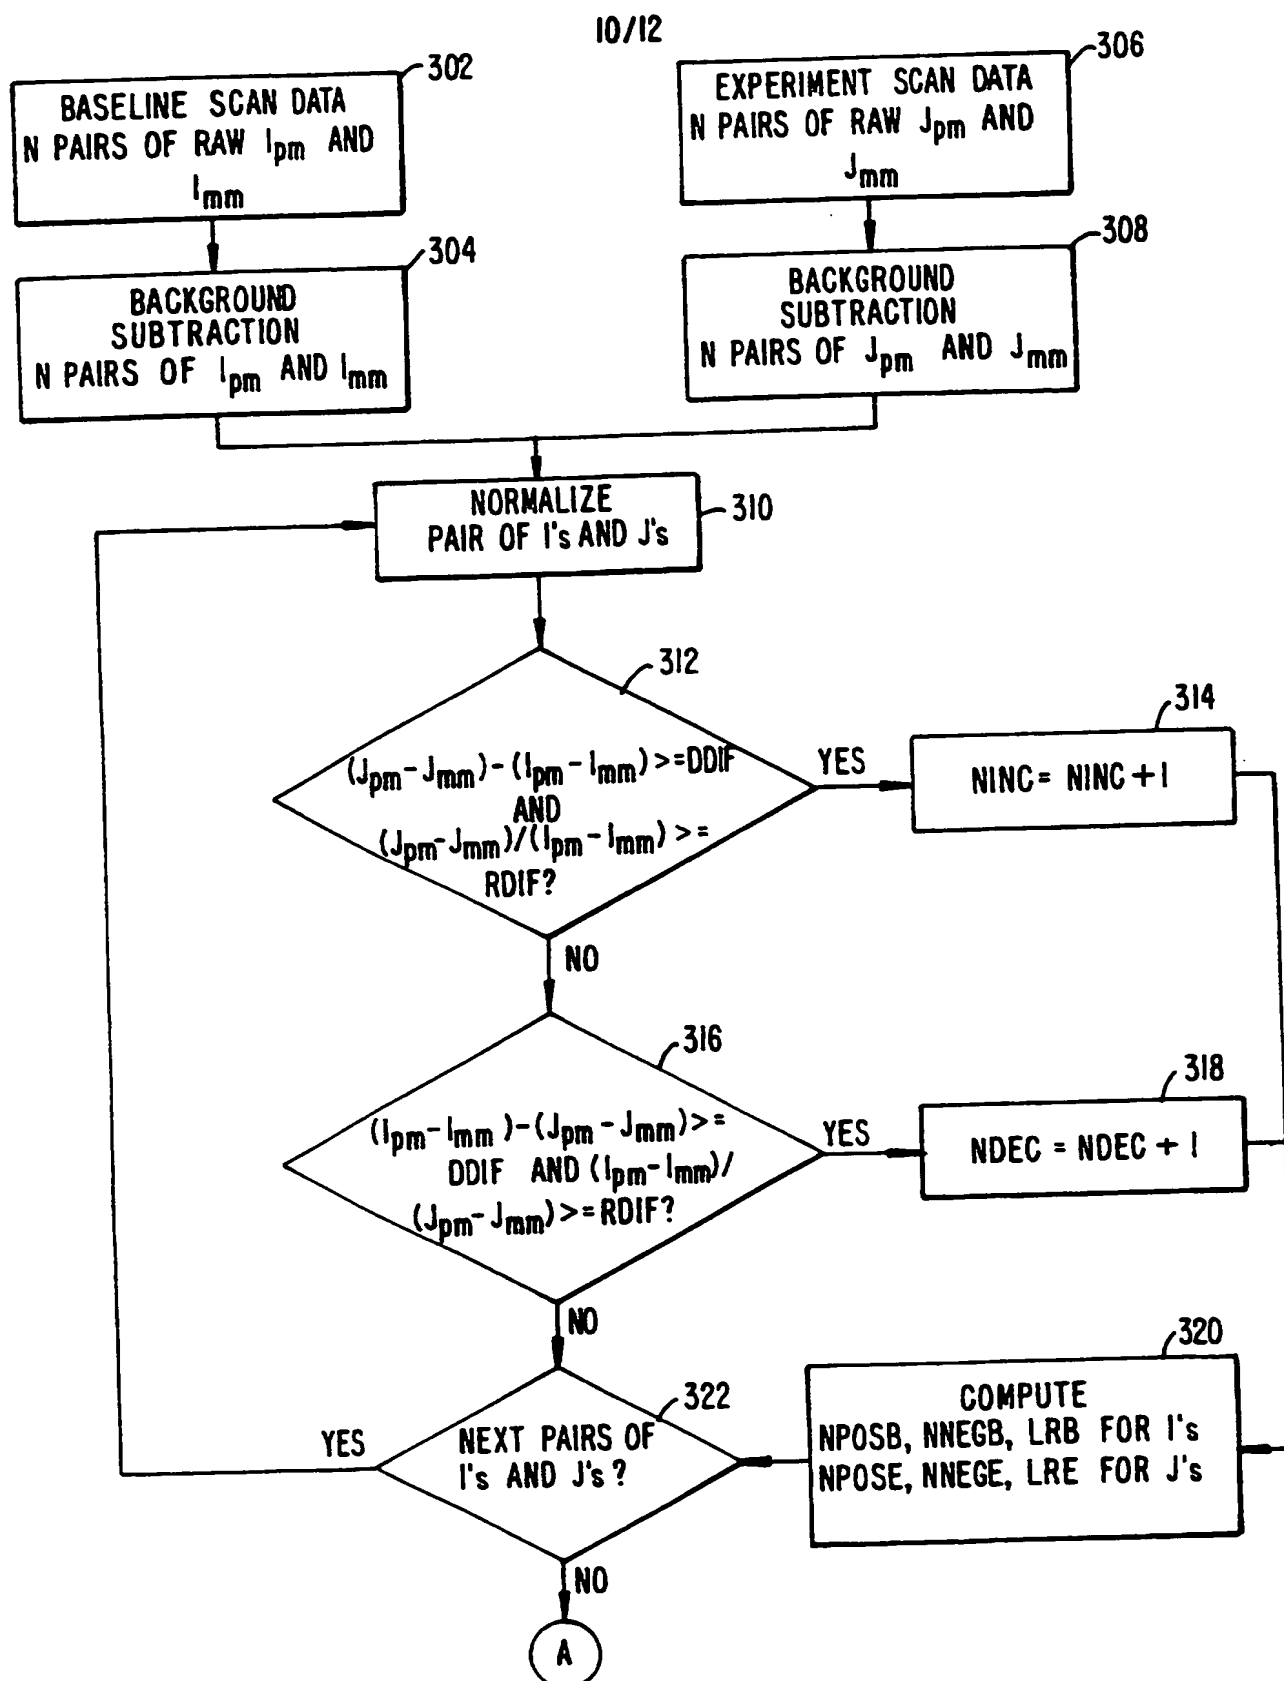 10/12
302
BASELINE SCAN DATA
N PAIRS OF RAW Ipm AND
Imm
306
EXPERIMENT SCAN DATA
N PAIRS OF RAW Jpm AND
Jmm
304
BACKGROUND
SUBTRACTION
N PAIRS OF Ipm AND Imm
308
BACKGROUND
SUBTRACTION
N PAIRS OF Jpm AND Jmm
NORMALIZE
PAIR OF I's AND J's
310
312
(Jpm-Jmm)-(Ipm-Imm)>=DDIF
AND
(Jpm-Jmm)/(Ipm-Imm)>=
RDIF?
YES
314
NINC= NINC+1
NO
316
(Ipm-Imm)-(Jpm-Jmm)>=
DDIF AND (Ipm-Imm)/
(Jpm-Jmm)>=RDIF?
YES
318
NDEC = NDEC + 1
NO
320
COMPUTE
NPOSB, NNEGB, LRB FOR I's
NPOSE, NNEGE, LRE FOR J's
322
NEXT PAIRS OF
I's AND J's?
YES
NO
A